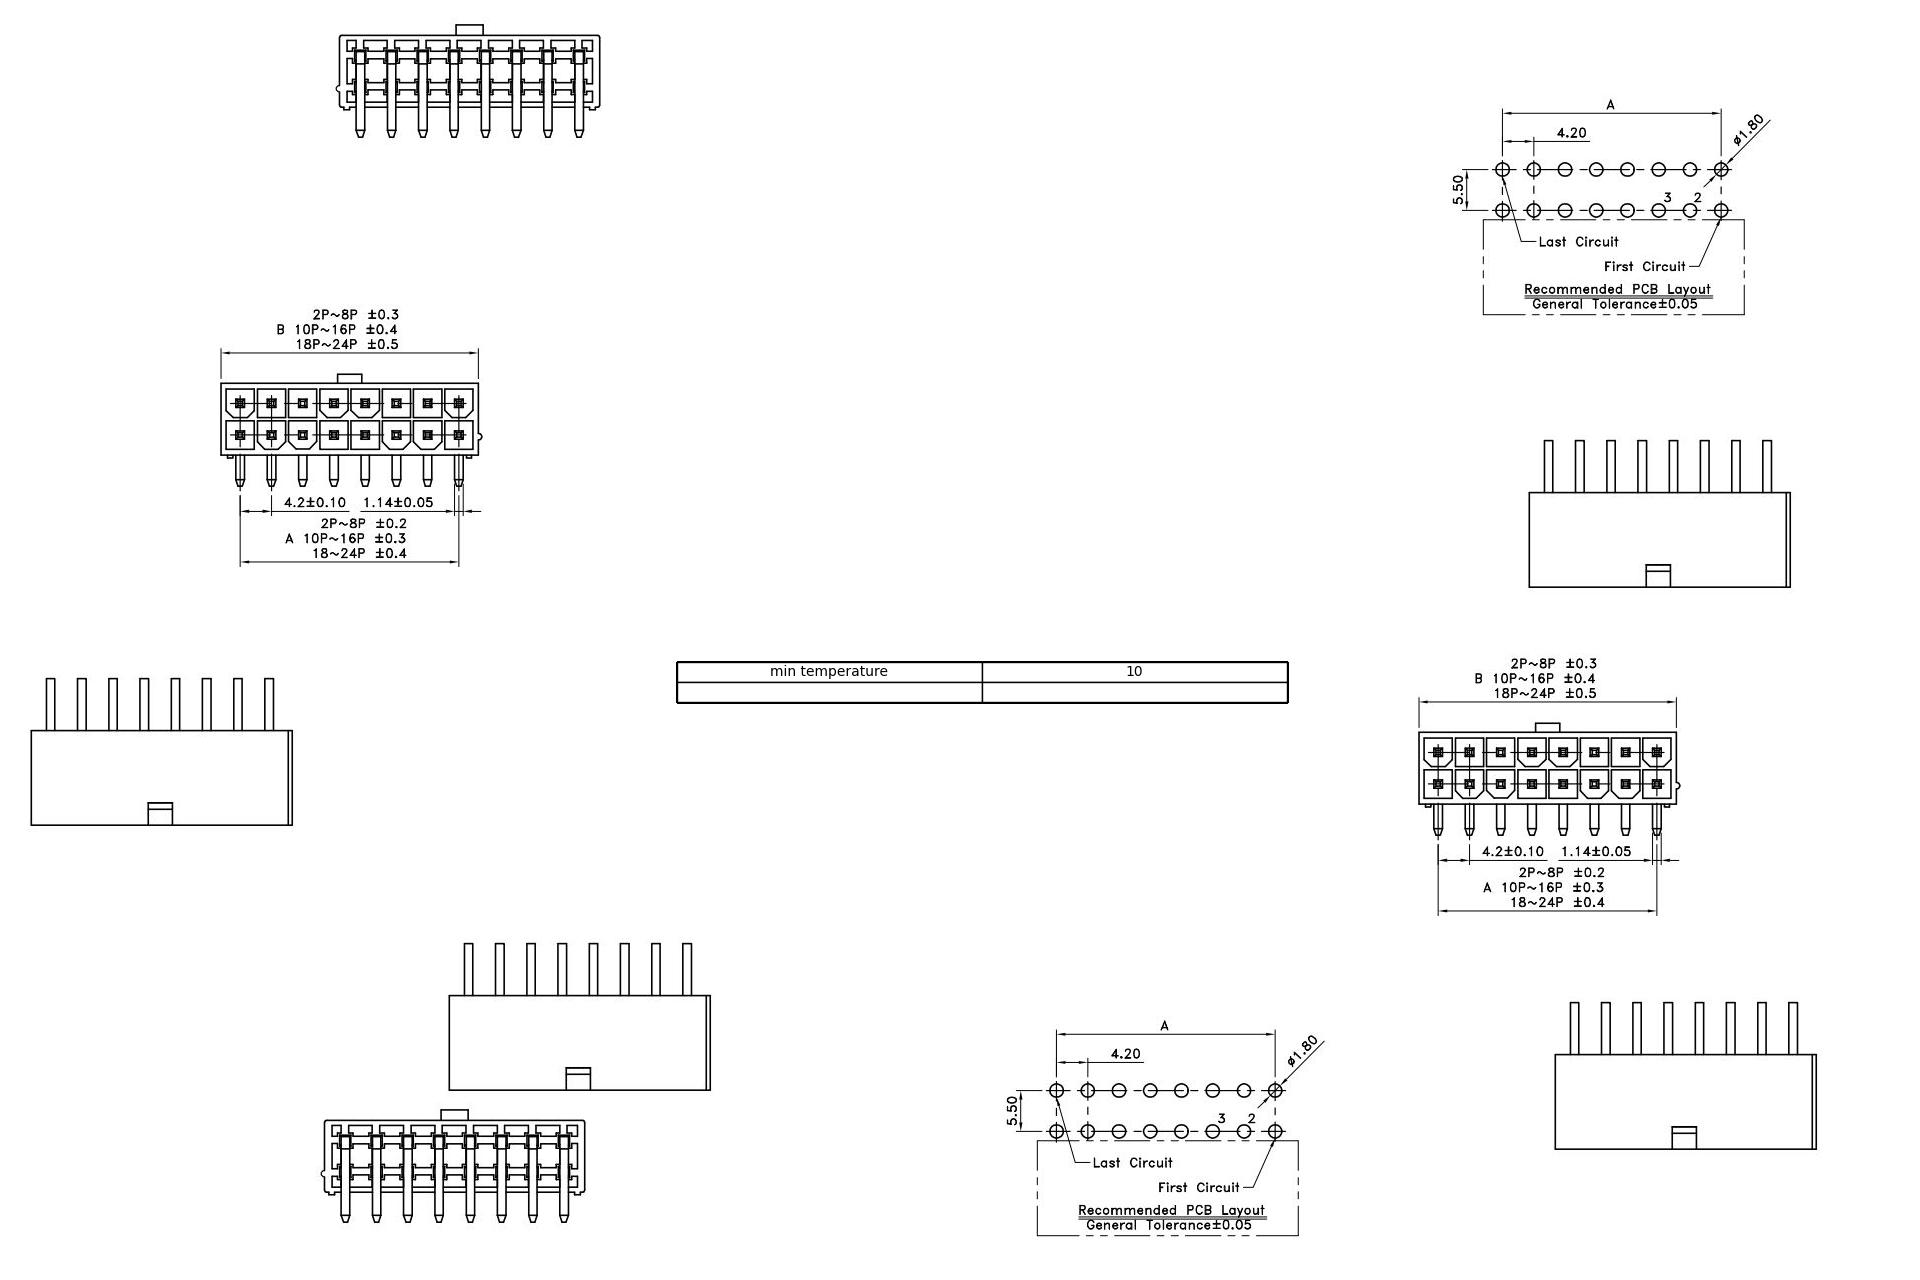 A
4.20
ø1.80
5.50
3 2
Last Circuit
First Circuit
Recommended PCB Layout
General Tolerance±0.05
2P~8P ±0.3
B 10P~16P ±0.4
18P~24P ±0.5
4.2±0.10 1.14±0.05
2P~8P ±0.2
A 10P~16P ±0.3
18~24P ±0.4
min temperature 10
2P~8P ±0.3
B 10P~16P ±0.4
18P~24P ±0.5
4.2±0.10 1.14±0.05
2P~8P ±0.2
A 10P~16P ±0.3
18~24P ±0.4
A
4.20
ø1.80
5.50
3 2
Last Circuit
First Circuit
Recommended PCB Layout
General Tolerance±0.05